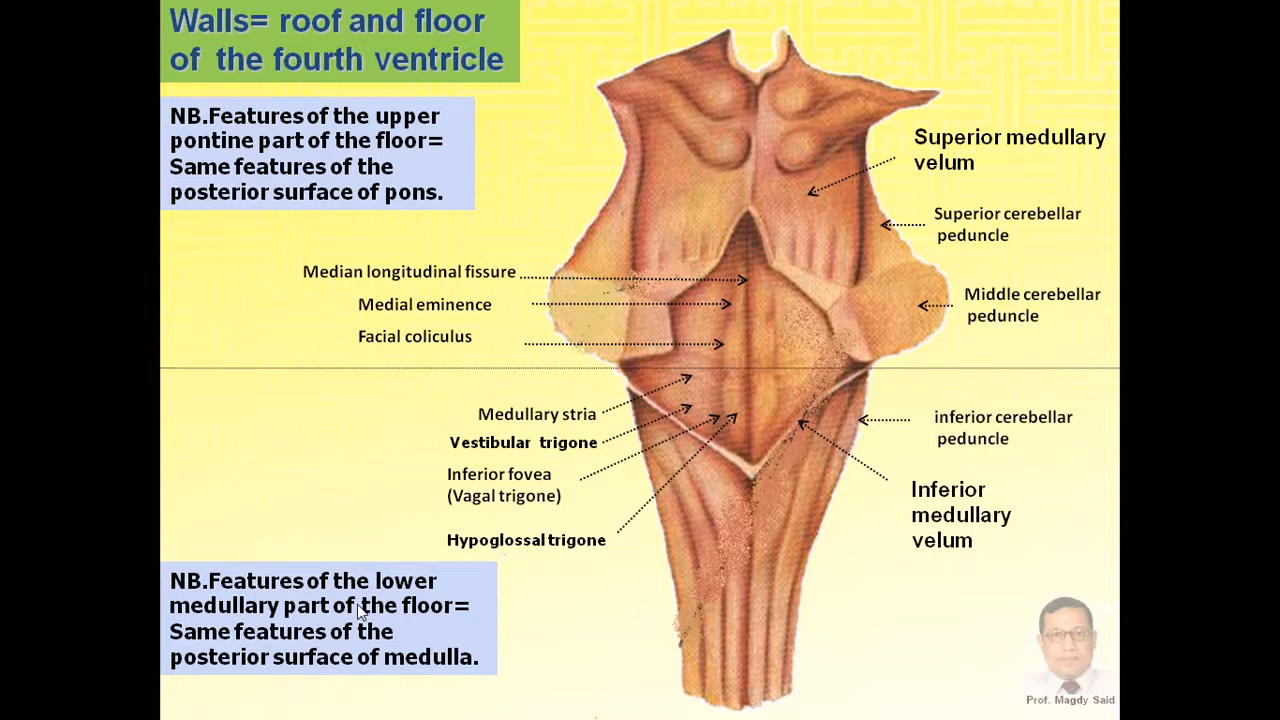 Walls= roof and floor
of the fourth ventricle
NB.Features of the upper
pontine part of the floor=
Same features of the
posterior surface of pons.
Superior medullary
velum
Superior cerebellar
peduncle
Median longitudinal fissure
Medial eminence
Facial coliculus
Middle cerebellar
peduncle
Medullary stria
Vestibular trigone
Inferior fovea
(Vagal trigone)
Hypoglossal trigone
inferior cerebellar
peduncle
Inferior
medullary
velum
NB.Features of the lower
medullary part of the floor=
Same features of the
posterior surface of medulla.
Prof. Magdy Said